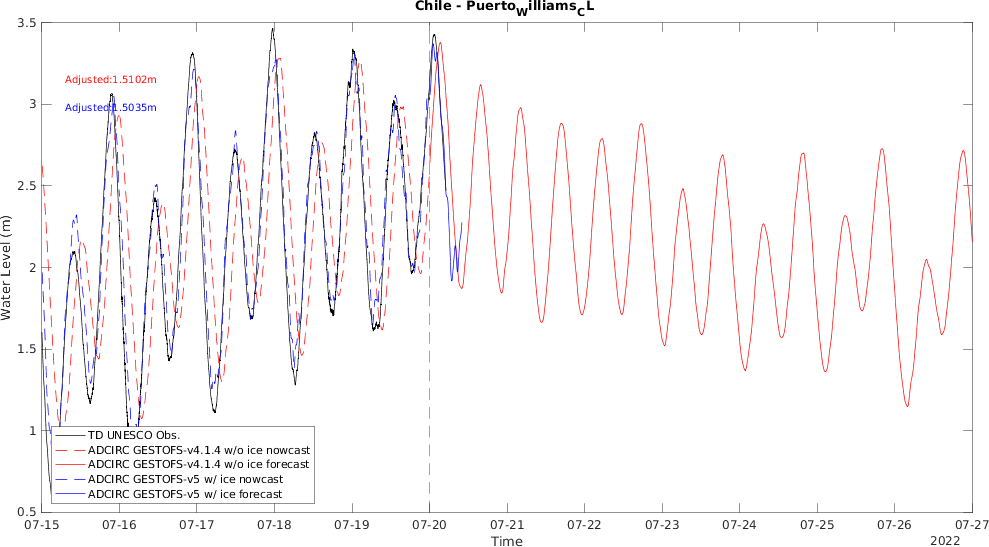 Chile - PuertoWilliamsCL
Water Level (m)
3.5
3
2.5
2
1.5
1
0.5
Adjusted:1.5102m
Adjusted:1.5035m
TD UNESCO Obs.
ADCIRC GESTOFS-v4.1.4 w/o ice nowcast
ADCIRC GESTOFS-v4.1.4 w/o ice forecast
ADCIRC GESTOFS-v5 w/ ice nowcast
ADCIRC GESTOFS-v5 w/ ice forecast
07-15 07-16 07-17 07-18 07-19 07-20 07-21 07-22 07-23 07-24 07-25 07-26 07-27
Time
2022